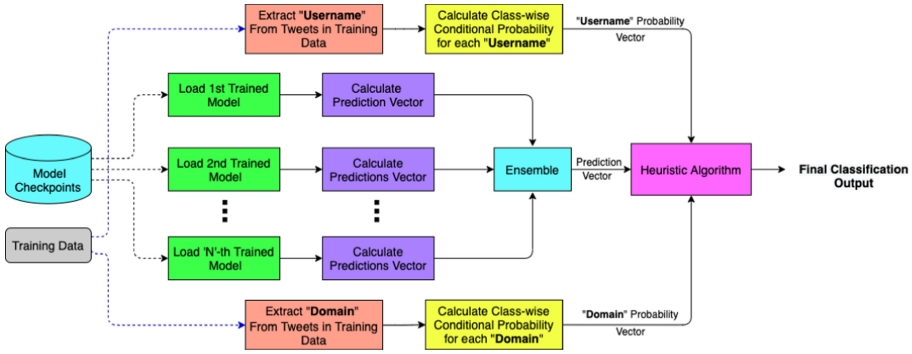 Extract "Username"
From Tweets in Training
Data
Calculate Class-wise
Conditional Probability
for each "Username"
"Username" Probability
Vector
Load 1st Trained
Model
Calculate
Prediction Vector
Model
Checkpoints
Load 2nd Trained
Model
Calculate
Predictions Vector
Ensemble
Prediction
Vector
Heuristic Algorithm
Final Classification
Output
Training Data
Load 'N'-th Trained
Model
Calculate
Predictions Vector
Extract "Domain"
From Tweets in Training
Data
Calculate Class-wise
Conditional Probability
for each "Domain"
"Domain" Probability
Vector